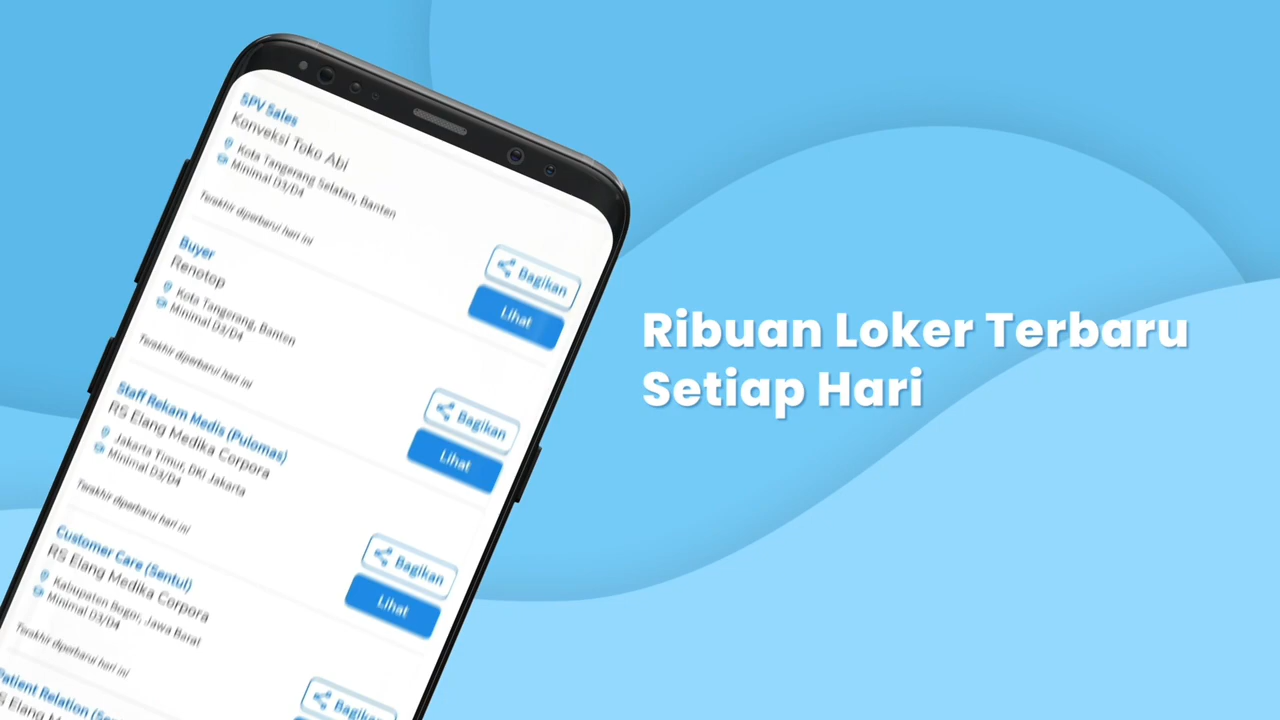 SPV Sales
Konveksi Toko Abi
Kota Tangerang Selatan, Banten
Minimal D3/D4
Terakhir diperbarui hari ini
Bagikan
Lihat
Buyer
Renotop
Kota Tangerang, Banten
Minimal D3/D4
Terakhir diperbarui hari ini
Bagikan
Lihat
Staff Rekam Medis (Pulomas)
RS Elang Medika Corpora
Jakarta Timur, DKI Jakarta
Minimal D3/D4
Terakhir diperbarui hari ini
Bagikan
Lihat
Customer Care (Sentul)
RS Elang Medika Corpora
Kabupaten Bogor, Jawa Barat
Minimal D3/D4
Terakhir diperbarui hari ini
Bagikan
Patient Relation
Elang
Ribuan Loker Terbaru
Setiap Hari